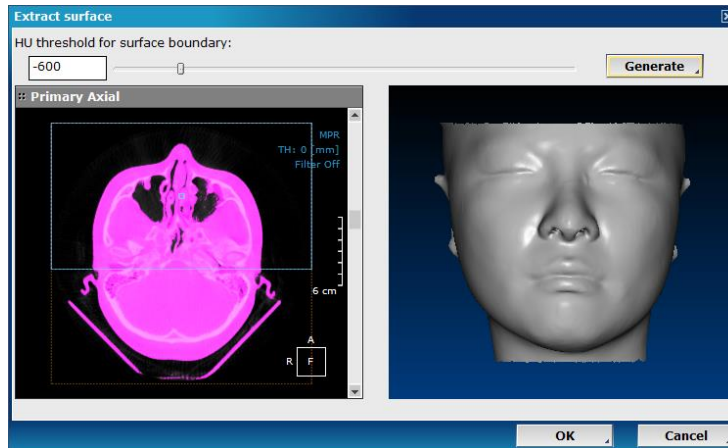 Extract surface
HU threshold for surface boundary:
-600
Generate
Primary Axial
MPR
TH: 0 [mm]
Filter Off
6 cm
A
R F
OK
Cancel